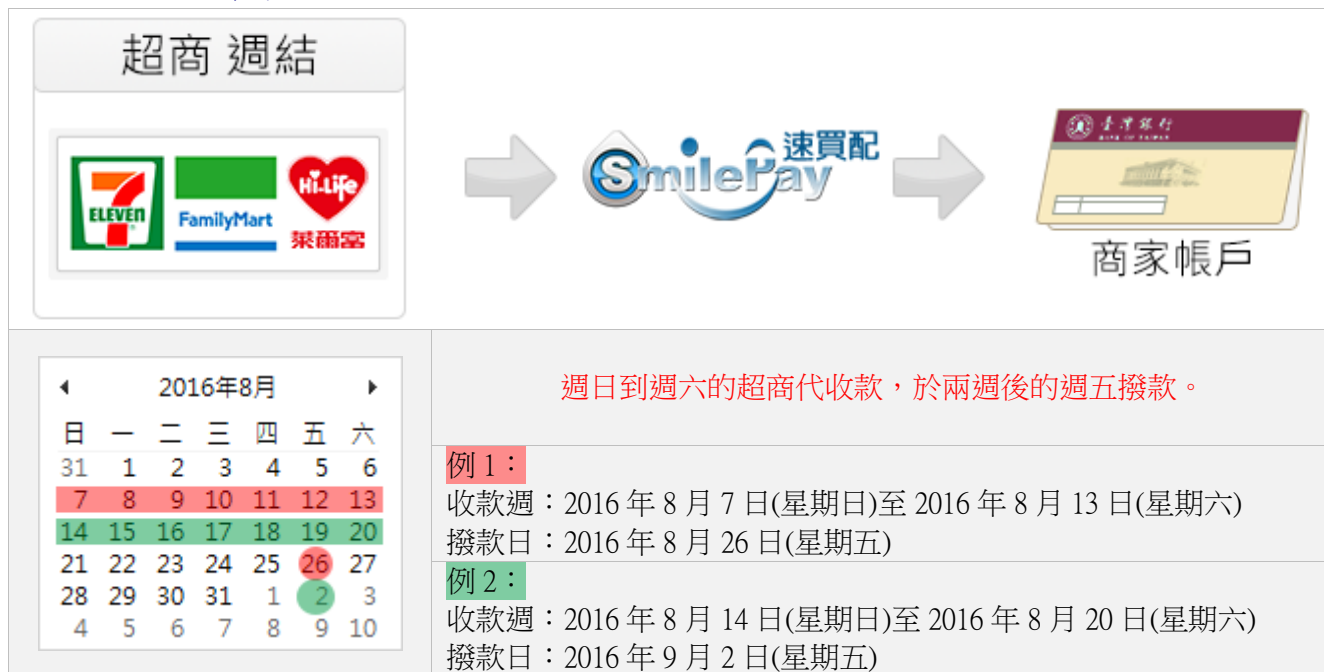 超商 週結
7
ELEVEN
FamilyMart
Hi-Life
萊爾富
SmilePay
速買配
臺灣銀行
BANK OF TAIWAN
商家帳戶
2016年8月
日 一 二 三 四 五 六
31 1 2 3 4 5 6
7 8 9 10 11 12 13
14 15 16 17 18 19 20
21 22 23 24 25 26 27
28 29 30 31 1 2 3
4 5 6 7 8 9 10
週日到週六的超商代收款，於兩週後的週五撥款。
例 1：
收款週：2016 年 8 月 7 日(星期日)至 2016 年 8 月 13 日(星期六)
撥款日：2016 年 8 月 26 日(星期五)
例 2：
收款週：2016 年 8 月 14 日(星期日)至 2016 年 8 月 20 日(星期六)
撥款日：2016 年 9 月 2 日(星期五)